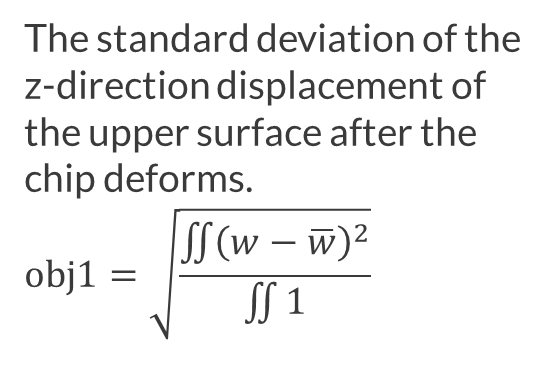 The standard deviation of the
z-direction displacement of
the upper surface after the
chip deforms.
obj1 = √(∬(w − w̅)² / ∬ 1)